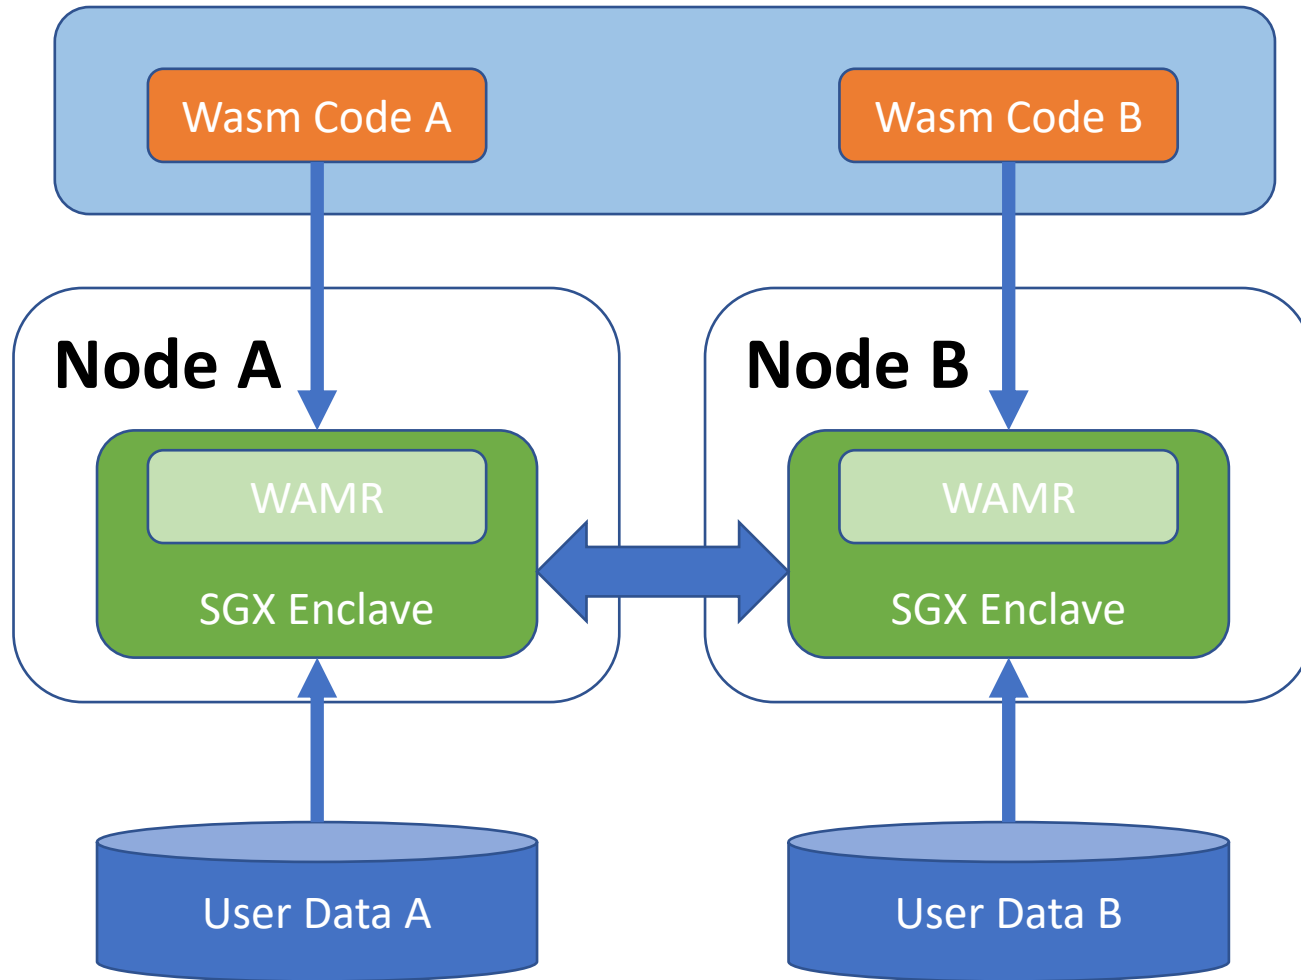 Wasm Code A
Wasm Code B
Node A
Node B
WAMR
WAMR
SGX Enclave
SGX Enclave
User Data A
User Data B